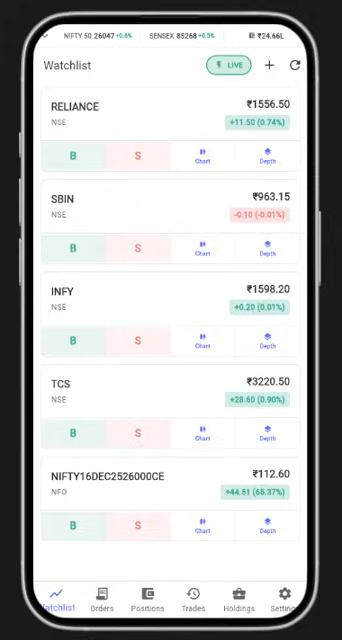 NIFTY 50 26047 +0.6% SENSEX 85268 +0.5% ₹24.66L
Watchlist LIVE
RELIANCE ₹1556.50
NSE +11.50 (0.74%)
B S Chart Depth
SBIN ₹963.15
NSE -0.10 (-0.01%)
B S Chart Depth
INFY ₹1598.20
NSE +0.20 (0.01%)
B S Chart Depth
TCS ₹3220.50
NSE +28.60 (0.90%)
B S Chart Depth
NIFTY16DEC2526000CE ₹112.60
NFO +44.51 (65.37%)
B S Chart Depth
atchlist Orders Positions Trades Holdings Setting